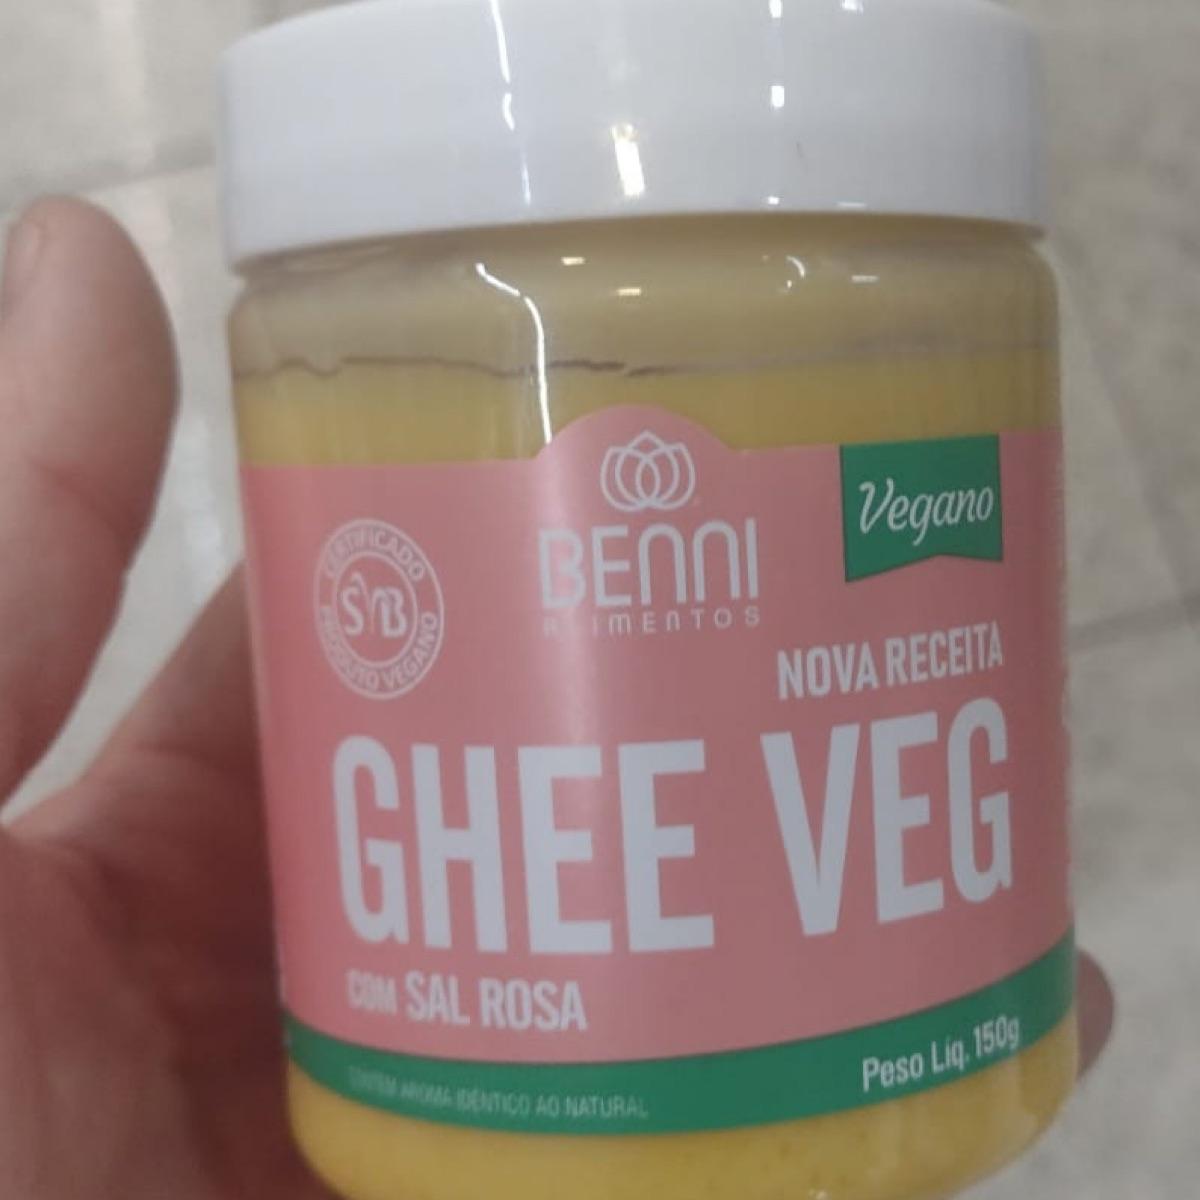 Vegano
CERTIFICADO
SVB
PRODUTO VEGANO
BENNI
ALIMENTOS
NOVA RECEITA
GHEE VEG
COM SAL ROSA
Peso Líq. 150g
CONTÉM AROMA IDÊNTICO AO NATURAL